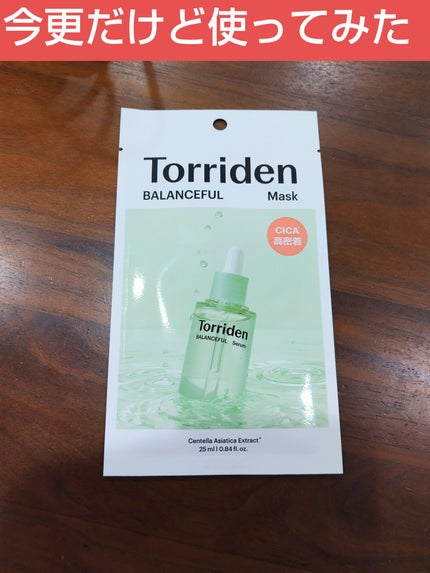 今更だけど使ってみた
Torriden
BALANCEFUL Mask
CICA*
高密着
Torriden
BALANCEFUL Serum
Centella Asiatica Extract*
25 ml | 0.84 fl. oz.